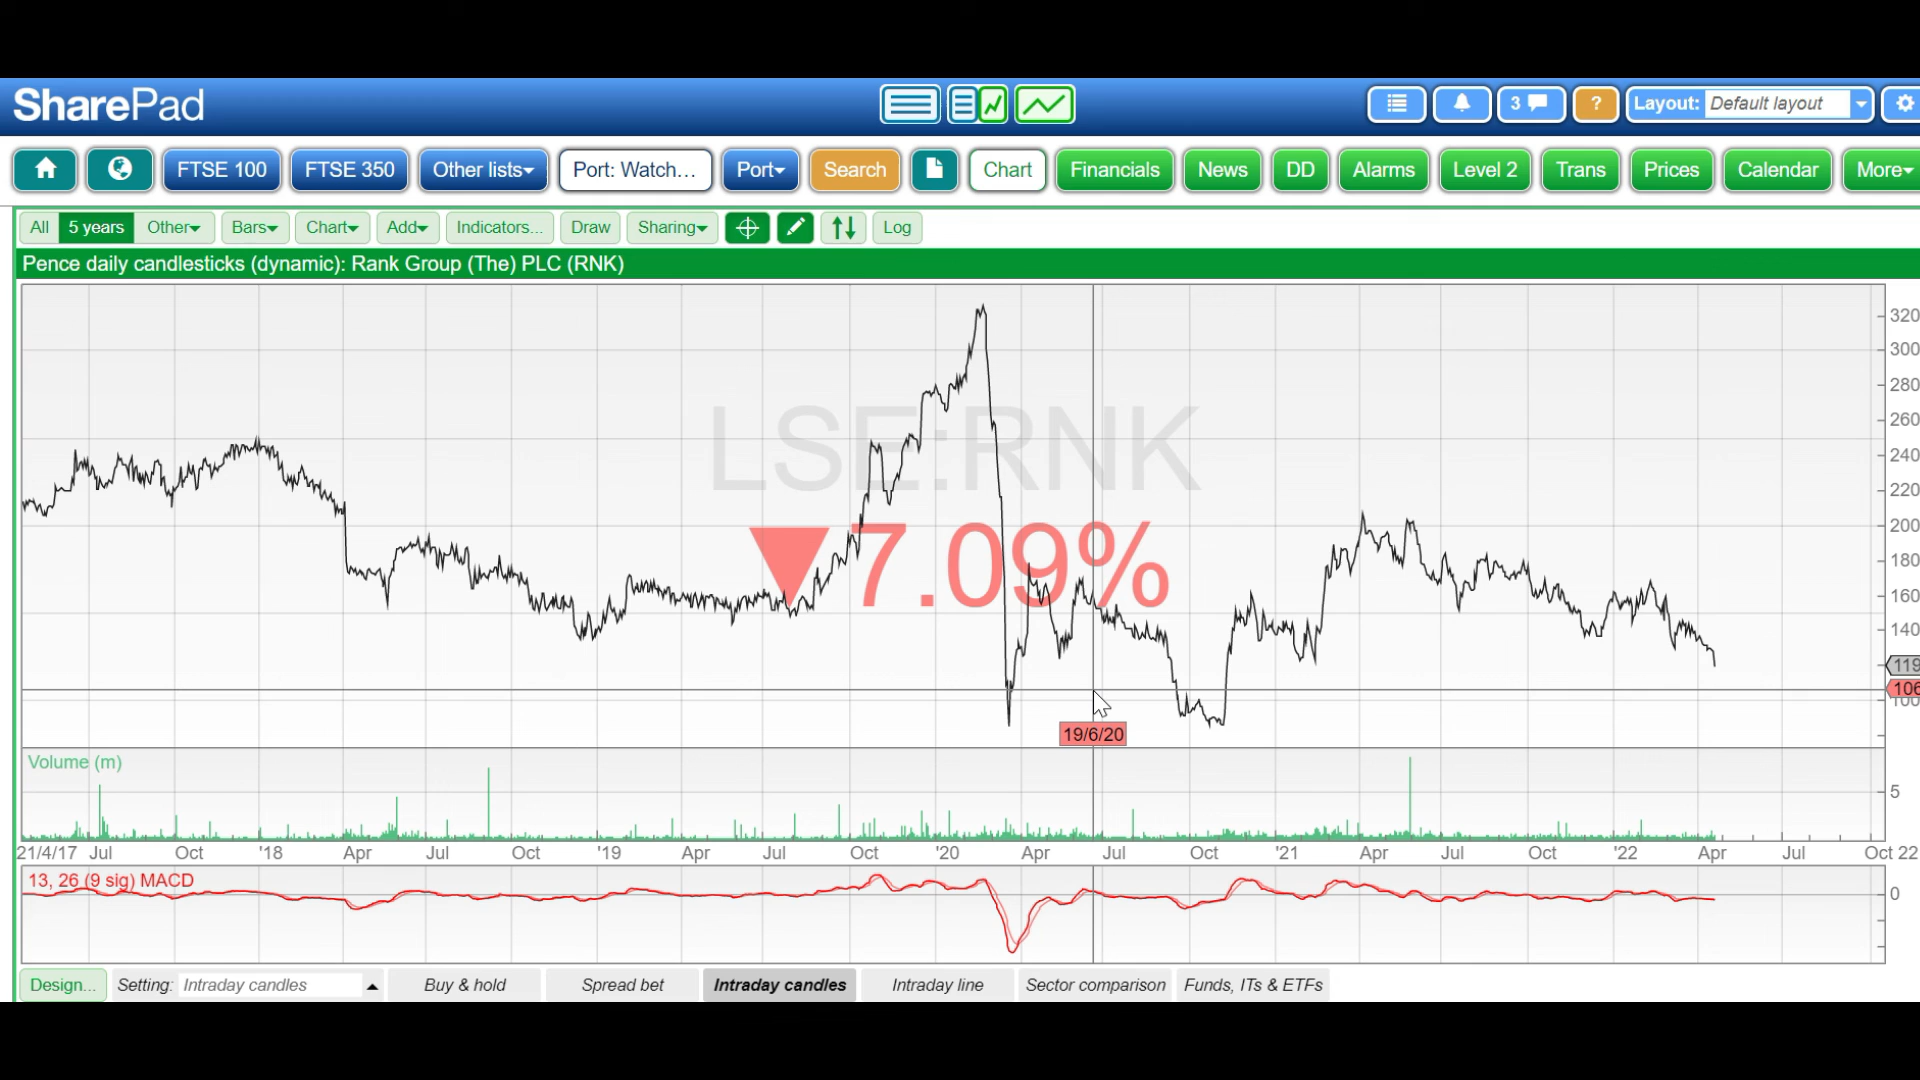 SharePad
3
?
Layout: Default layout
FTSE 100
FTSE 350
Other lists
Port: Watch...
Port
Search
Chart
Financials
News
DD
Alarms
Level 2
Trans
Prices
Calendar
More
All
5 years
Other
Bars
Chart
Add
Indicators...
Draw
Sharing
Log
Pence daily candlesticks (dynamic): Rank Group (The) PLC (RNK)
LSE:RNK
7.09%
320
300
280
260
240
220
200
180
160
140
119
106
100
19/6/20
Volume (m)
5
21/4/17 Jul Oct '18 Apr Jul Oct '19 Apr Jul Oct '20 Apr Jul Oct '21 Apr Jul Oct '22 Apr Jul Oct 22
13, 26 (9 sig) MACD
0
Design...
Setting: Intraday candles
Buy & hold
Spread bet
Intraday candles
Intraday line
Sector comparison
Funds, ITs & ETFs